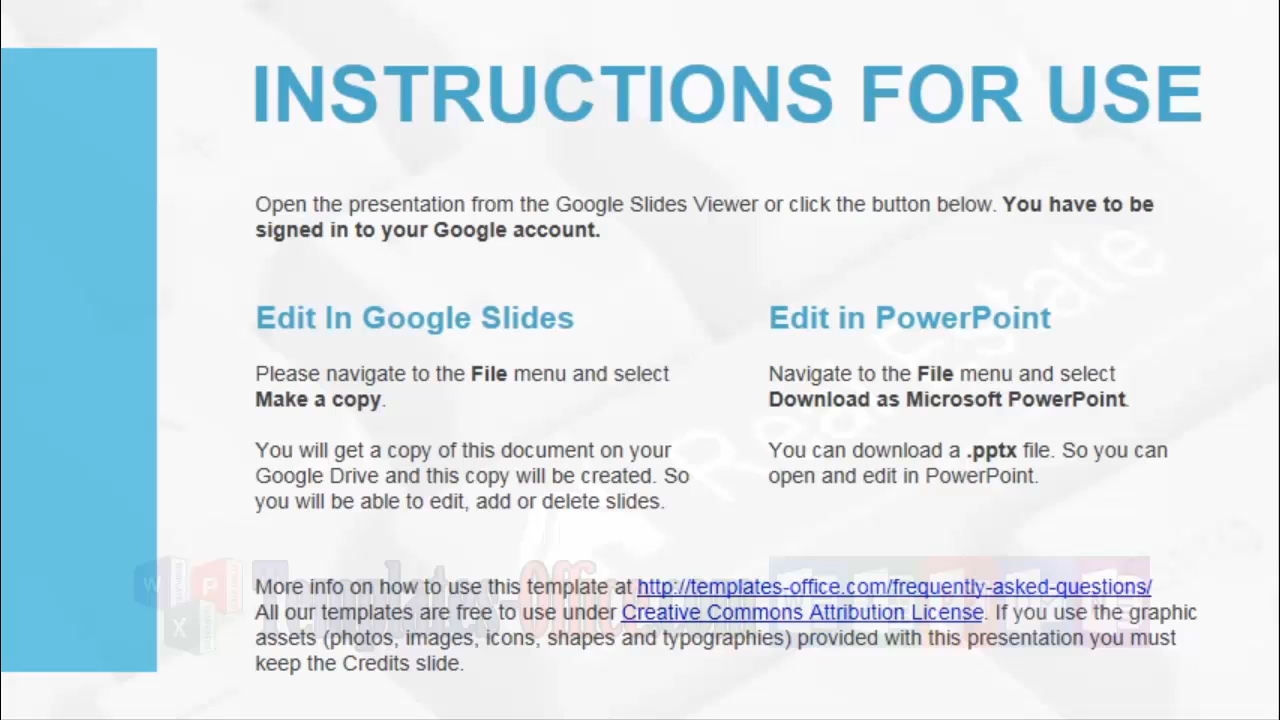 INSTRUCTIONS FOR USE
Open the presentation from the Google Slides Viewer or click the button below. You have to be
signed in to your Google account.
Edit In Google Slides
Please navigate to the File menu and select
Make a copy.
You will get a copy of this document on your
Google Drive and this copy will be created. So
you will be able to edit, add or delete slides.
Edit in PowerPoint
Navigate to the File menu and select
Download as Microsoft PowerPoint.
You can download a .pptx file. So you can
open and edit in PowerPoint.
Real Estate
More info on how to use this template at http://templates-office.com/frequently-asked-questions/
All our templates are free to use under Creative Commons Attribution License. If you use the graphic
assets (photos, images, icons, shapes and typographies) provided with this presentation you must
keep the Credits slide.